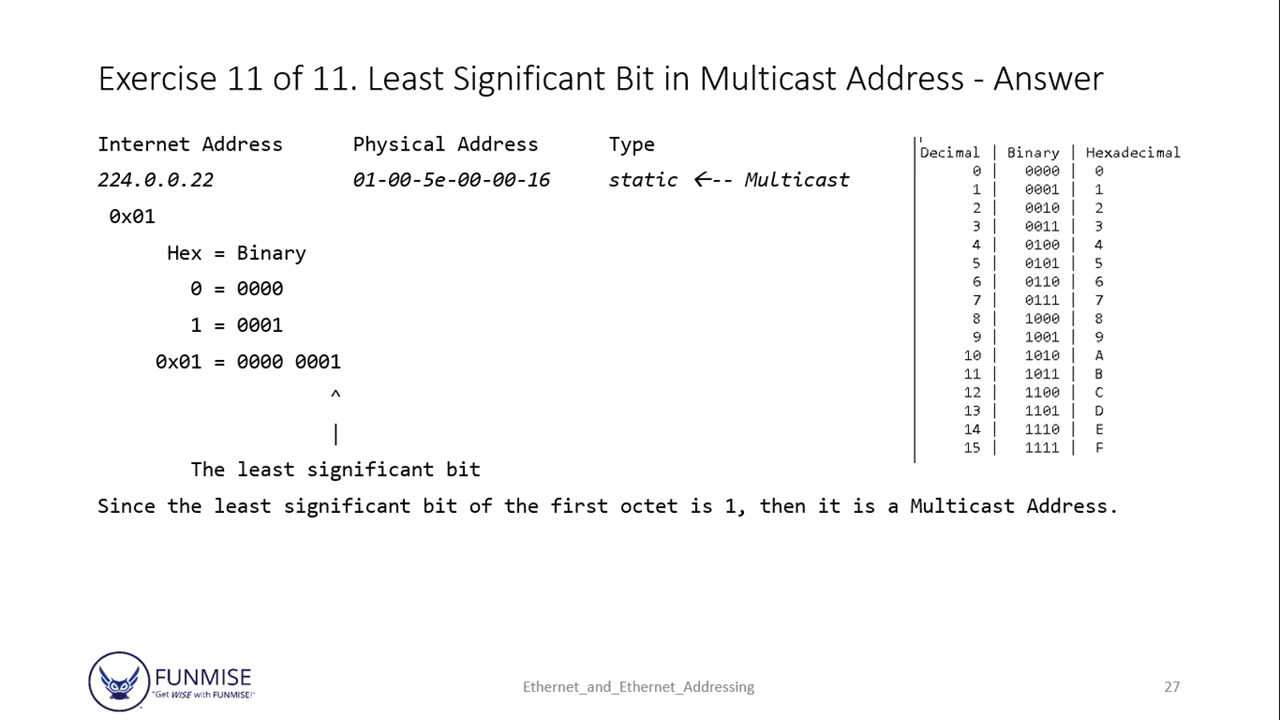 Exercise 11 of 11. Least Significant Bit in Multicast Address - Answer
Internet Address Physical Address Type
224.0.0.22 01-00-5e-00-00-16 static ←-- Multicast
0x01
Hex = Binary
0 = 0000
1 = 0001
0x01 = 0000 0001
^
|
The least significant bit
Since the least significant bit of the first octet is 1, then it is a Multicast Address.
Decimal | Binary | Hexadecimal
0 | 0000 | 0
1 | 0001 | 1
2 | 0010 | 2
3 | 0011 | 3
4 | 0100 | 4
5 | 0101 | 5
6 | 0110 | 6
7 | 0111 | 7
8 | 1000 | 8
9 | 1001 | 9
10 | 1010 | A
11 | 1011 | B
12 | 1100 | C
13 | 1101 | D
14 | 1110 | E
15 | 1111 | F
FUNMISE
"Get WISE with FUNMISE!"
Ethernet_and_Ethernet_Addressing
27